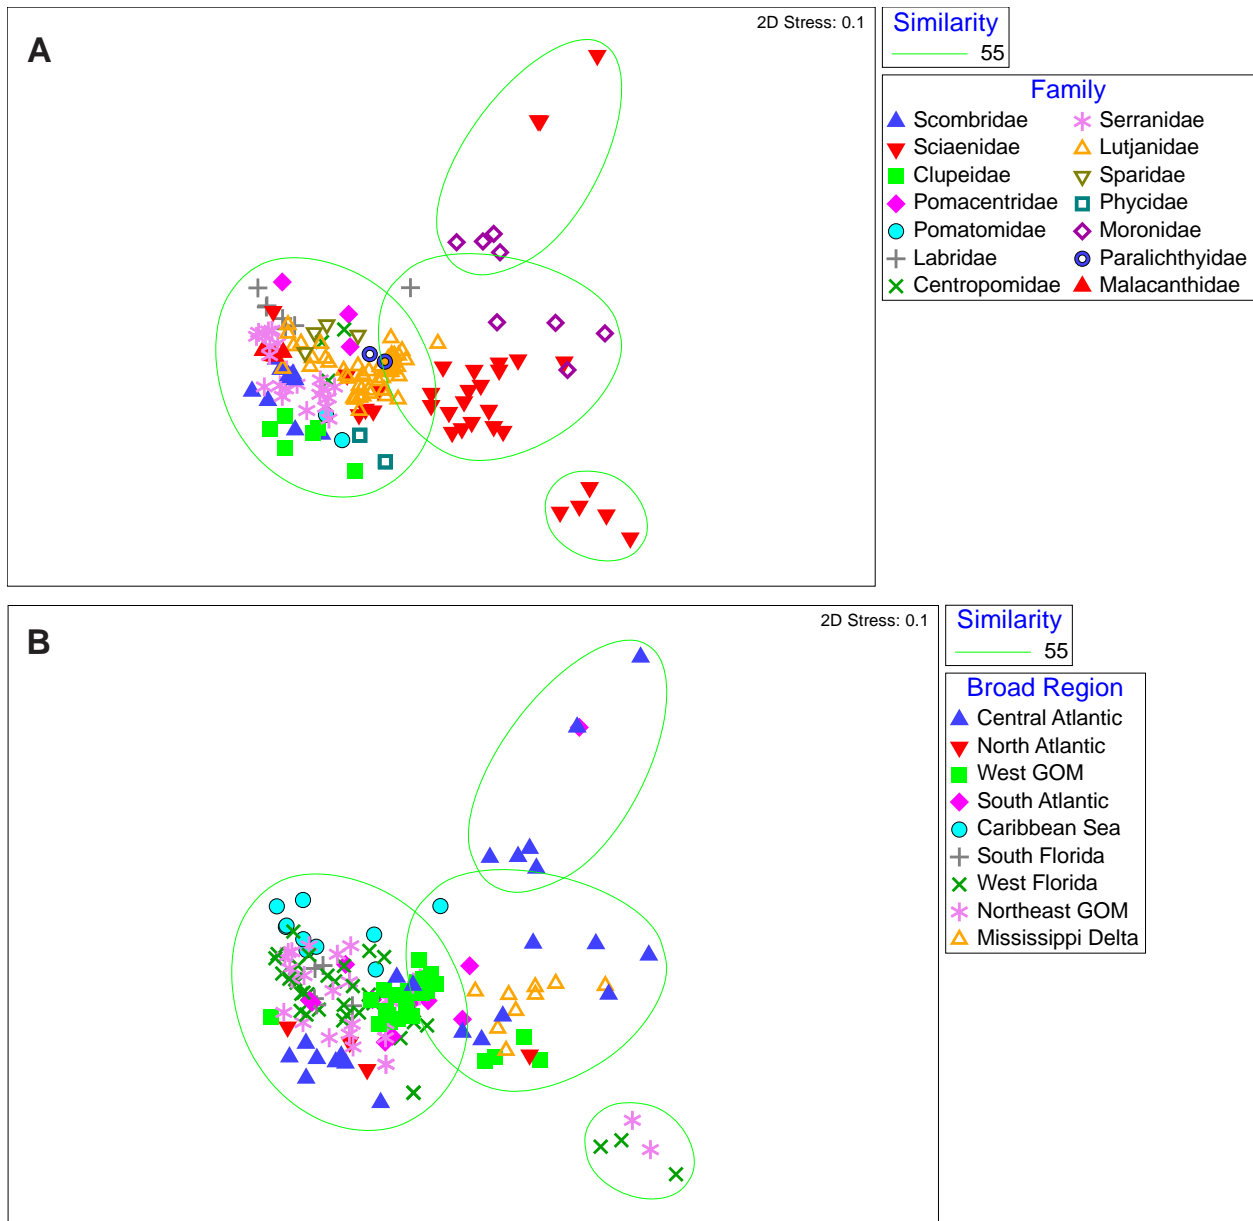 A
2D Stress: 0.1
Similarity
55
Family
Scombridae
Serranidae
Sciaenidae
Lutjanidae
Clupeidae
Sparidae
Pomacentridae
Phycidae
Pomatomidae
Moronidae
Labridae
Paralichthyidae
Centropomidae
Malacanthidae
B
2D Stress: 0.1
Similarity
55
Broad Region
Central Atlantic
North Atlantic
West GOM
South Atlantic
Caribbean Sea
South Florida
West Florida
Northeast GOM
Mississippi Delta